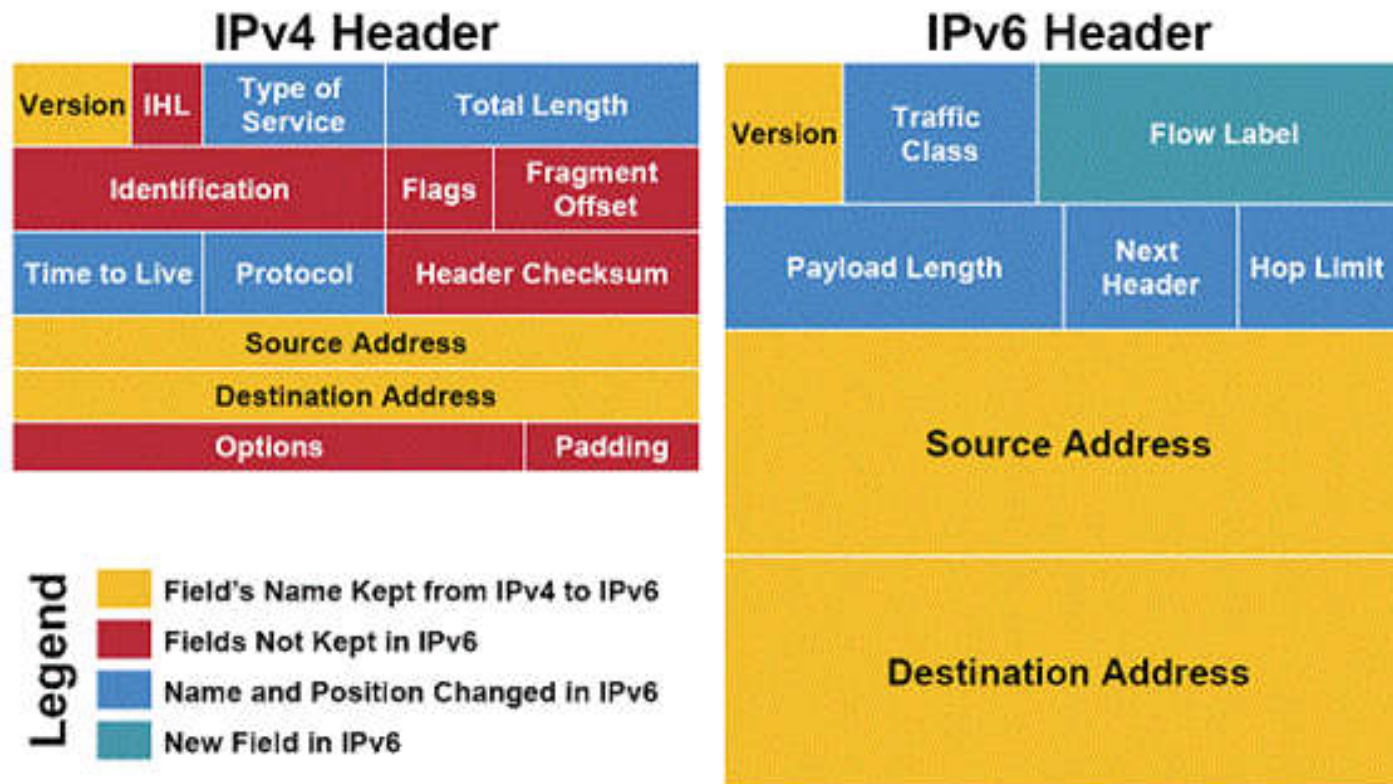 IPv4 Header
Version
IHL
Type of
Service
Total Length
Identification
Flags
Fragment
Offset
Time to Live
Protocol
Header Checksum
Source Address
Destination Address
Options
Padding
IPv6 Header
Version
Traffic
Class
Flow Label
Payload Length
Next
Header
Hop Limit
Source Address
Destination Address
Legend
Field's Name Kept from IPv4 to IPv6
Fields Not Kept in IPv6
Name and Position Changed in IPv6
New Field in IPv6